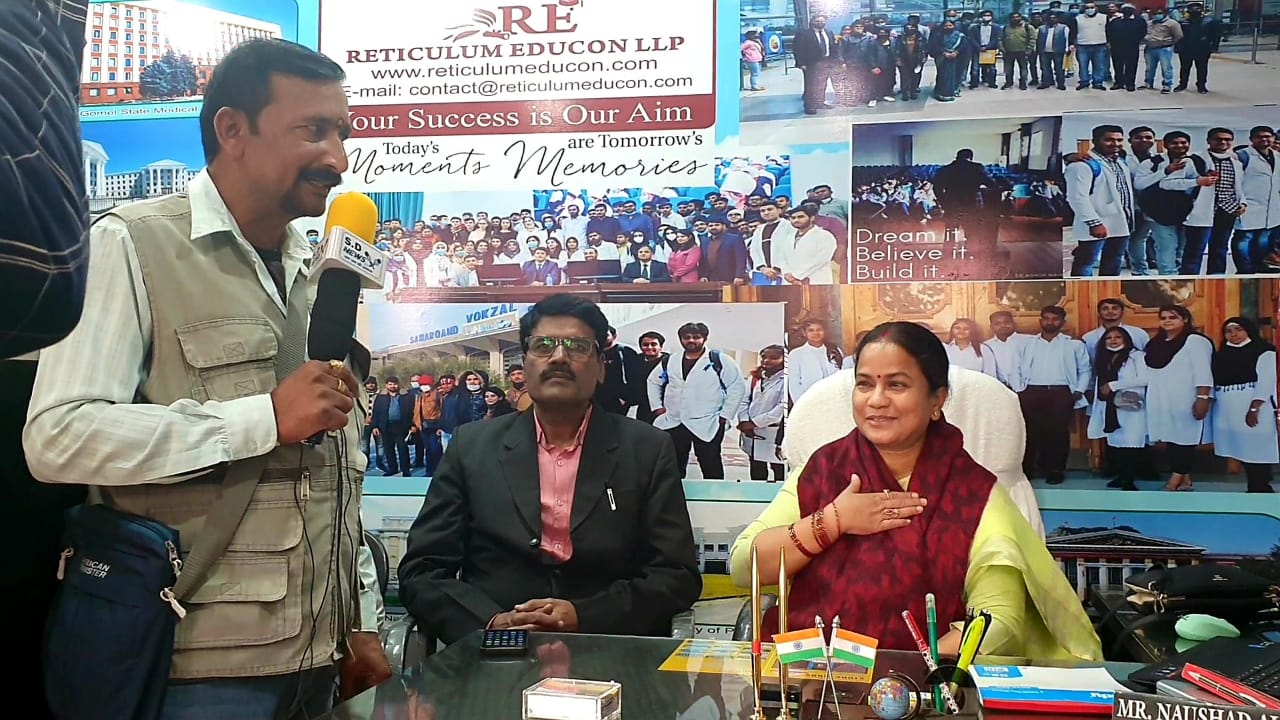 Gomel State Medical
RE
RETICULUM EDUCON LLP
www.reticulumeducon.com
E-mail: contact@reticulumeducon.com
Your Success is Our Aim
Today's are Tomorrow's
Moments Memories
S.D
NEWS
Dream it.
Believe it.
Build it.
SAMARQAND VOKZAL
MR. NAUSHAD